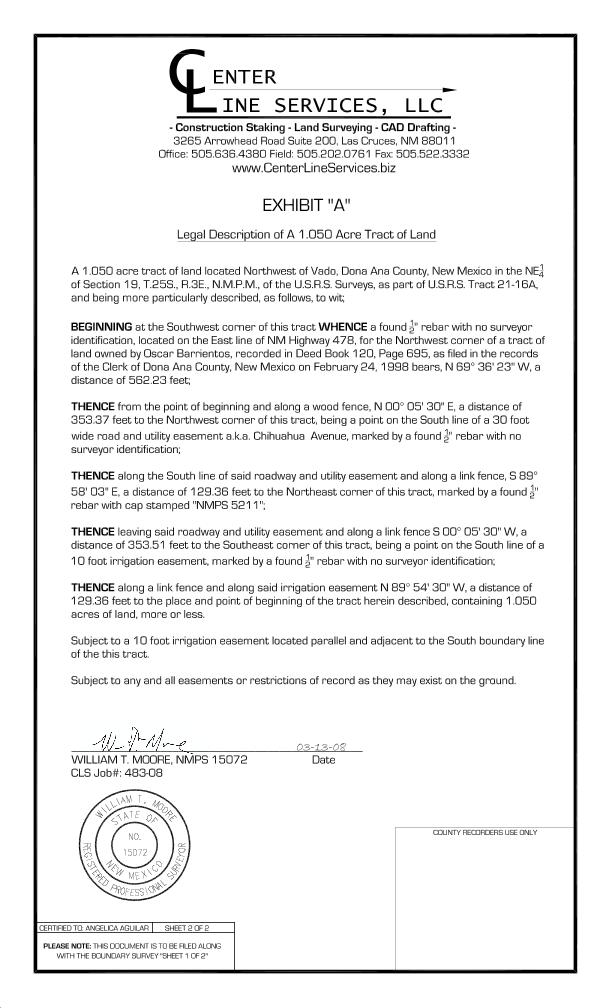 CENTER
LINE SERVICES, LLC
- Construction Staking - Land Surveying - CAD Drafting -
3265 Arrowhead Road Suite 200, Las Cruces, NM 88011
Office: 505.636.4380 Field: 505.202.0761 Fax: 505.522.3332
www.CenterLineServices.biz
EXHIBIT "A"
Legal Description of A 1.050 Acre Tract of Land
A 1.050 acre tract of land located Northwest of Vado, Dona Ana County, New Mexico in the NE1/4
of Section 19, T.25S., R.3E., N.M.P.M., of the U.S.R.S. Surveys, as part of U.S.R.S. Tract 21-16A,
and being more particularly described, as follows, to wit;
BEGINNING at the Southwest corner of this tract WHENCE a found 1/2" rebar with no surveyor
identification, located on the East line of NM Highway 478, for the Northwest corner of a tract of
land owned by Oscar Barrientos, recorded in Deed Book 120, Page 695, as filed in the records
of the Clerk of Dona Ana County, New Mexico on February 24, 1998 bears, N 69° 36' 23" W, a
distance of 562.23 feet;
THENCE from the point of beginning and along a wood fence, N 00° 05' 30" E, a distance of
353.37 feet to the Northwest corner of this tract, being a point on the South line of a 30 foot
wide road and utility easement a.k.a. Chihuahua Avenue, marked by a found 1/2" rebar with no
surveyor identification;
THENCE along the South line of said roadway and utility easement and along a link fence, S 89°
58' 03" E, a distance of 129.36 feet to the Northeast corner of this tract, marked by a found 1/2"
rebar with cap stamped "NMPS 5211";
THENCE leaving said roadway and utility easement and along a link fence S 00° 05' 30" W, a
distance of 353.51 feet to the Southeast corner of this tract, being a point on the South line of a
10 foot irrigation easement, marked by a found 1/2" rebar with no surveyor identification;
THENCE along a link fence and along said irrigation easement N 89° 54' 30" W, a distance of
129.36 feet to the place and point of beginning of the tract herein described, containing 1.050
acres of land, more or less.
Subject to a 10 foot irrigation easement located parallel and adjacent to the South boundary line
of the this tract.
Subject to any and all easements or restrictions of record as they may exist on the ground.
03-13-08
WILLIAM T. MOORE, NMPS 15072 Date
CLS Job#: 483-08
WILLIAM T. MOORE
STATE OF
NO.
15072
NEW MEXICO
REGISTERED PROFESSIONAL SURVEYOR
COUNTY RECORDERS USE ONLY
CERTIFIED TO: ANGELICA AGUILAR SHEET 2 OF 2
PLEASE NOTE: THIS DOCUMENT IS TO BE FILED ALONG
WITH THE BOUNDARY SURVEY "SHEET 1 OF 2"